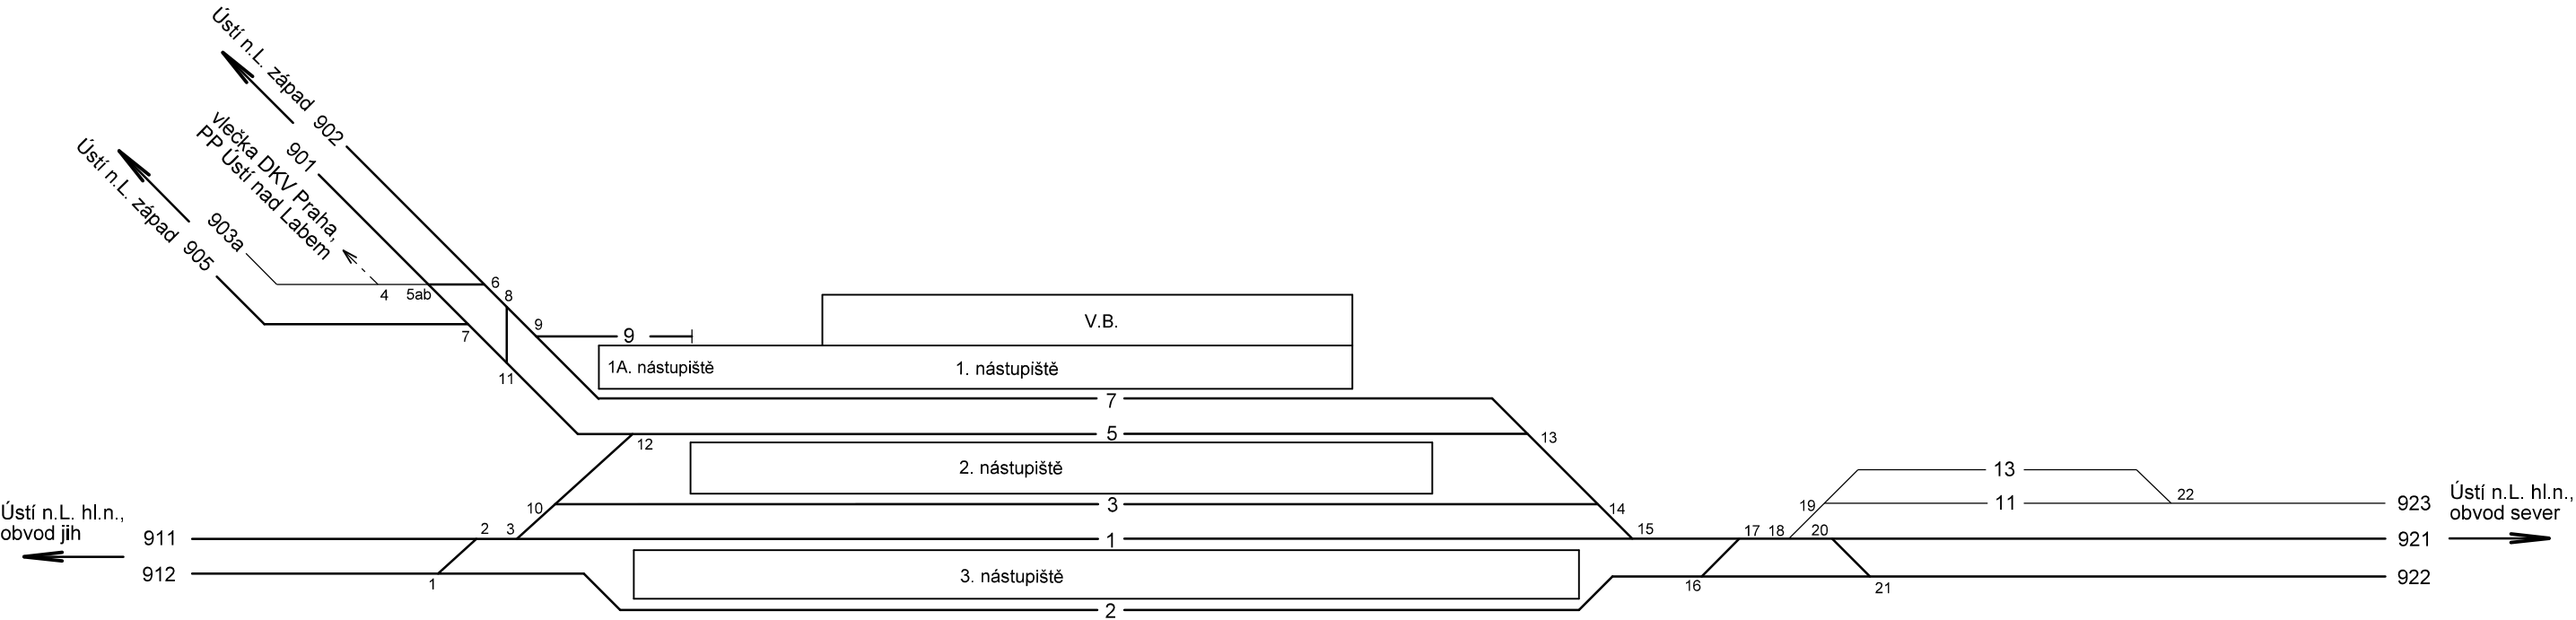 Ústí n.L. západ 902
901
vlečka DKV Praha,
PP Ústí nad Labem
903a
Ústí n.L. západ 905
4
5ab
6
8
7
9
9
11
V.B.
1A. nástupiště
1. nástupiště
7
5
12
13
2. nástupiště
13
10
3
14
19
11
22
923
Ústí n.L. hl.n.,
obvod sever
Ústí n.L. hl.n.,
obvod jih
911
2
3
1
15
17
18
20
921
912
1
3. nástupiště
16
21
922
2